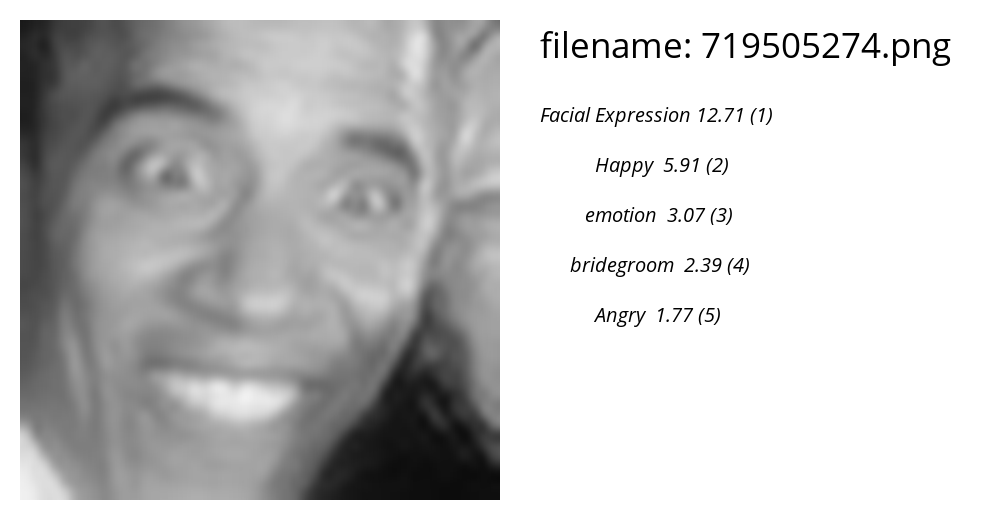 filename: 719505274.png
Facial Expression 12.71 (1)
Happy 5.91 (2)
emotion 3.07 (3)
bridegroom 2.39 (4)
Angry 1.77 (5)